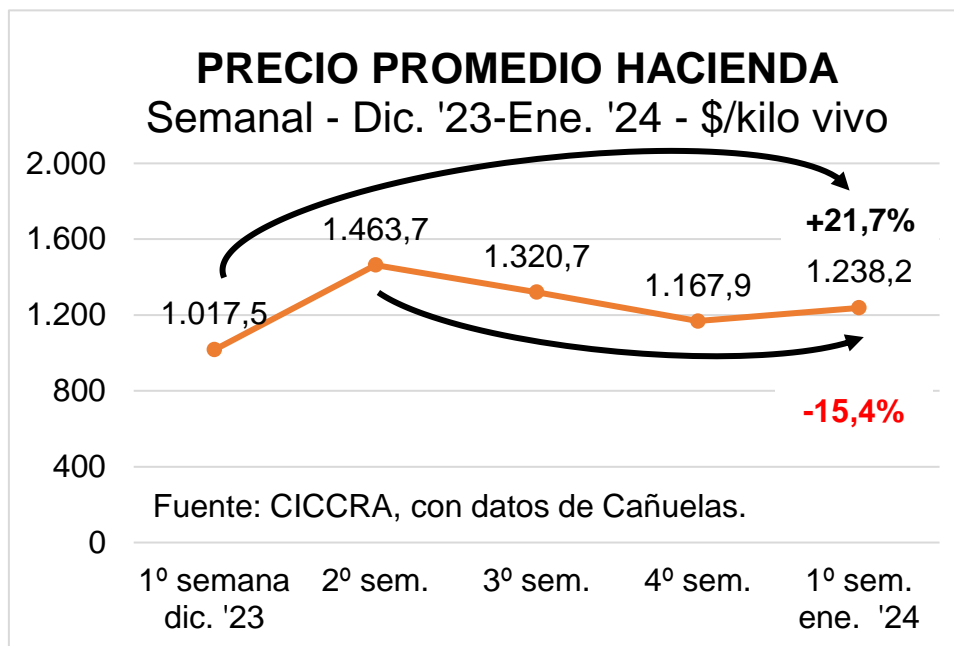 PRECIO PROMEDIO HACIENDA
Semanal - Dic. '23-Ene. '24 - $/kilo vivo
2.000
1.600
1.200
800
400
0
1.017,5
1.463,7
1.320,7
1.167,9
1.238,2
+21,7%
-15,4%
Fuente: CICCRA, con datos de Cañuelas.
1º semana
dic. '23
2º sem.
3º sem.
4º sem.
1º sem.
ene. '24